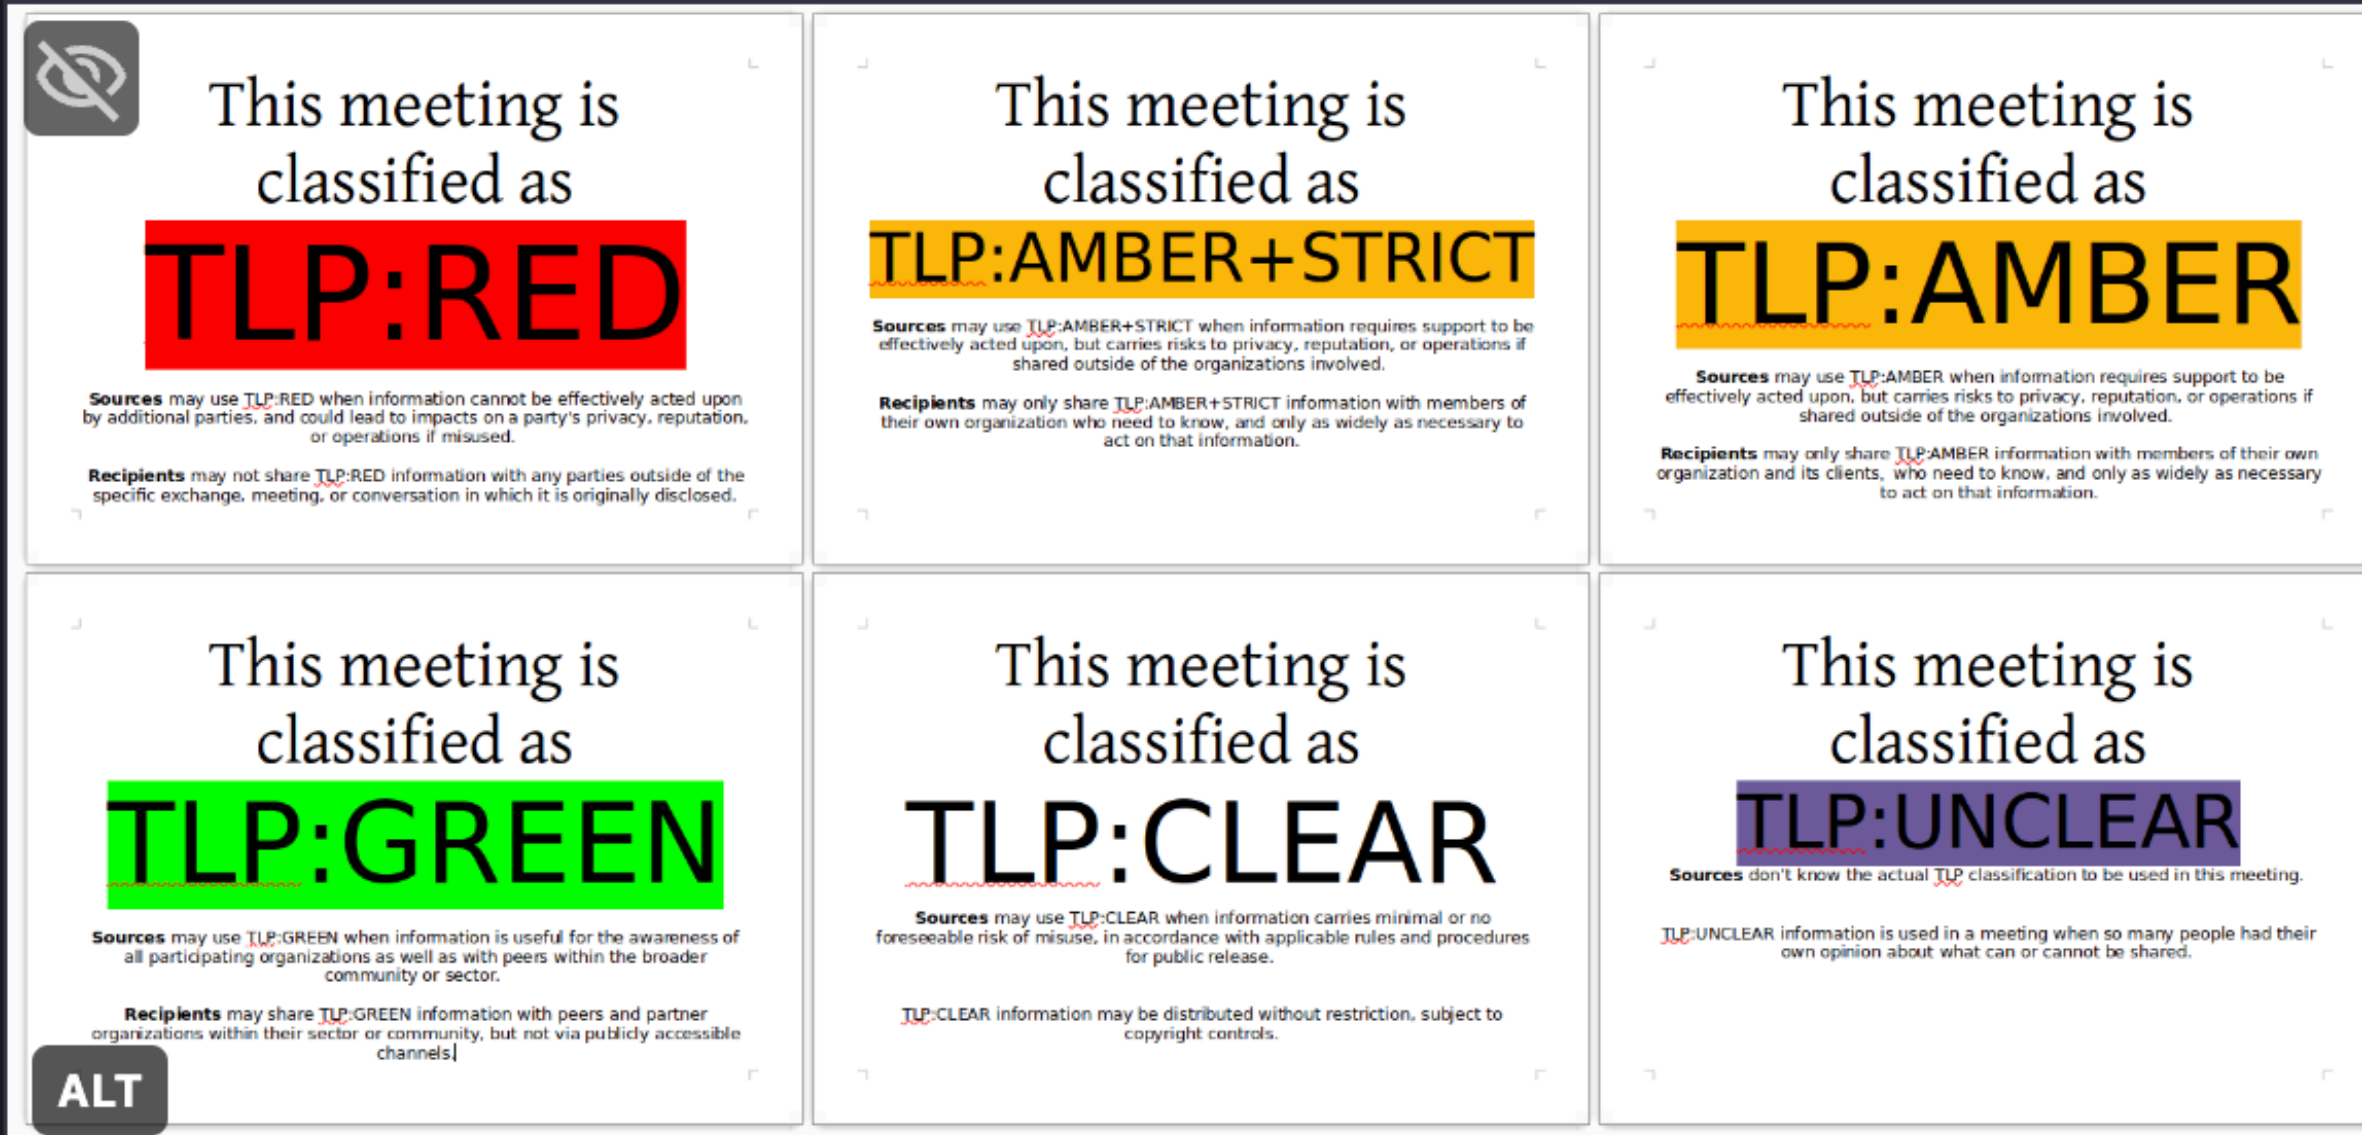 This meeting is
classified as
TLP:RED
Sources may use TLP:RED when information cannot be effectively acted upon
by additional parties, and could lead to impacts on a party's privacy, reputation,
or operations if misused.
Recipients may not share TLP:RED information with any parties outside of the
specific exchange, meeting, or conversation in which it is originally disclosed.
This meeting is
classified as
TLP:AMBER+STRICT
Sources may use TLP:AMBER+STRICT when information requires support to be
effectively acted upon, but carries risks to privacy, reputation, or operations if
shared outside of the organizations involved.
Recipients may only share TLP:AMBER+STRICT information with members of
their own organization who need to know, and only as widely as necessary to
act on that information.
This meeting is
classified as
TLP:AMBER
Sources may use TLP:AMBER when information requires support to be
effectively acted upon, but carries risks to privacy, reputation, or operations if
shared outside of the organizations involved.
Recipients may only share TLP:AMBER information with members of their own
organization and its clients, who need to know, and only as widely as necessary
to act on that information.
This meeting is
classified as
TLP:GREEN
Sources may use TLP:GREEN when information is useful for the awareness of
all participating organizations as well as with peers within the broader
community or sector.
Recipients may share TLP:GREEN information with peers and partner
organizations within their sector or community, but not via publicly accessible
channels.
ALT
This meeting is
classified as
TLP:CLEAR
Sources may use TLP:CLEAR when information carries minimal or no
foreseeable risk of misuse, in accordance with applicable rules and procedures
for public release.
TLP:CLEAR information may be distributed without restriction, subject to
copyright controls.
This meeting is
classified as
TLP:UNCLEAR
Sources don't know the actual TLP classification to be used in this meeting.
TLP:UNCLEAR information is used in a meeting when so many people had their
own opinion about what can or cannot be shared.